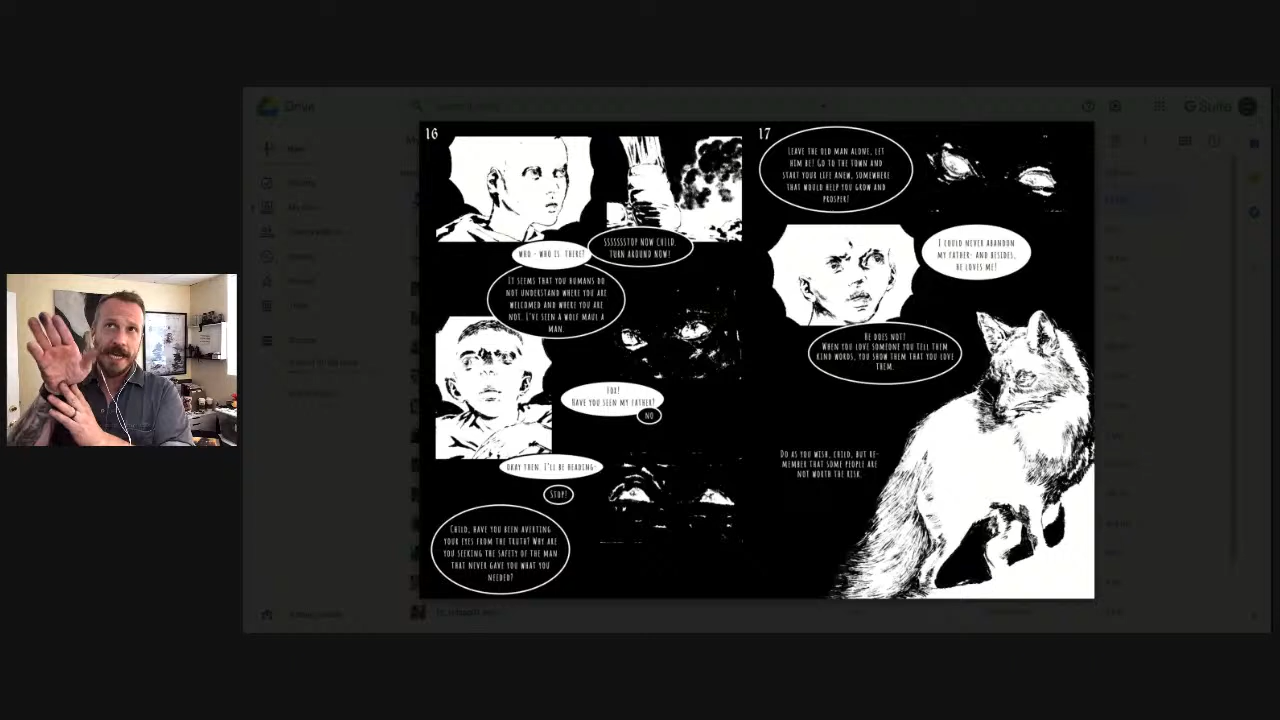 Drive
G Suite
16
WHO - WHO IS THERE?
SSSSSSSTOP NOW CHILD,
TURN AROUND NOW!
IT SEEMS THAT YOU HUMANS DO
NOT UNDERSTAND WHERE YOU ARE
WELCOMED AND WHERE YOU ARE
NOT. I'VE SEEN A WOLF MAUL A
MAN.
FOX!
HAVE YOU SEEN MY FATHER?
NO
OKAY THEN. I'LL BE HEADING-
STOP!
CHILD, HAVE YOU BEEN AVERTING
YOUR EYES FROM THE TRUTH? WHY ARE
YOU SEEKING THE SAFETY OF THE MAN
THAT NEVER GAVE YOU WHAT YOU
NEEDED?
17
LEAVE THE OLD MAN ALONE, LET
HIM BE! GO TO THE TOWN AND
START YOUR LIFE ANEW, SOMEWHERE
THAT WOULD HELP YOU GROW AND
PROSPER!
I COULD NEVER ABANDON
MY FATHER- AND BESIDES,
HE LOVES ME!
HE DOES NOT!
WHEN YOU LOVE SOMEONE YOU TELL THEM
KIND WORDS, YOU SHOW THEM THAT YOU LOVE
THEM.
DO AS YOU WISH, CHILD, BUT RE-
MEMBER THAT SOME PEOPLE ARE
NOT WORTH THE RISK.